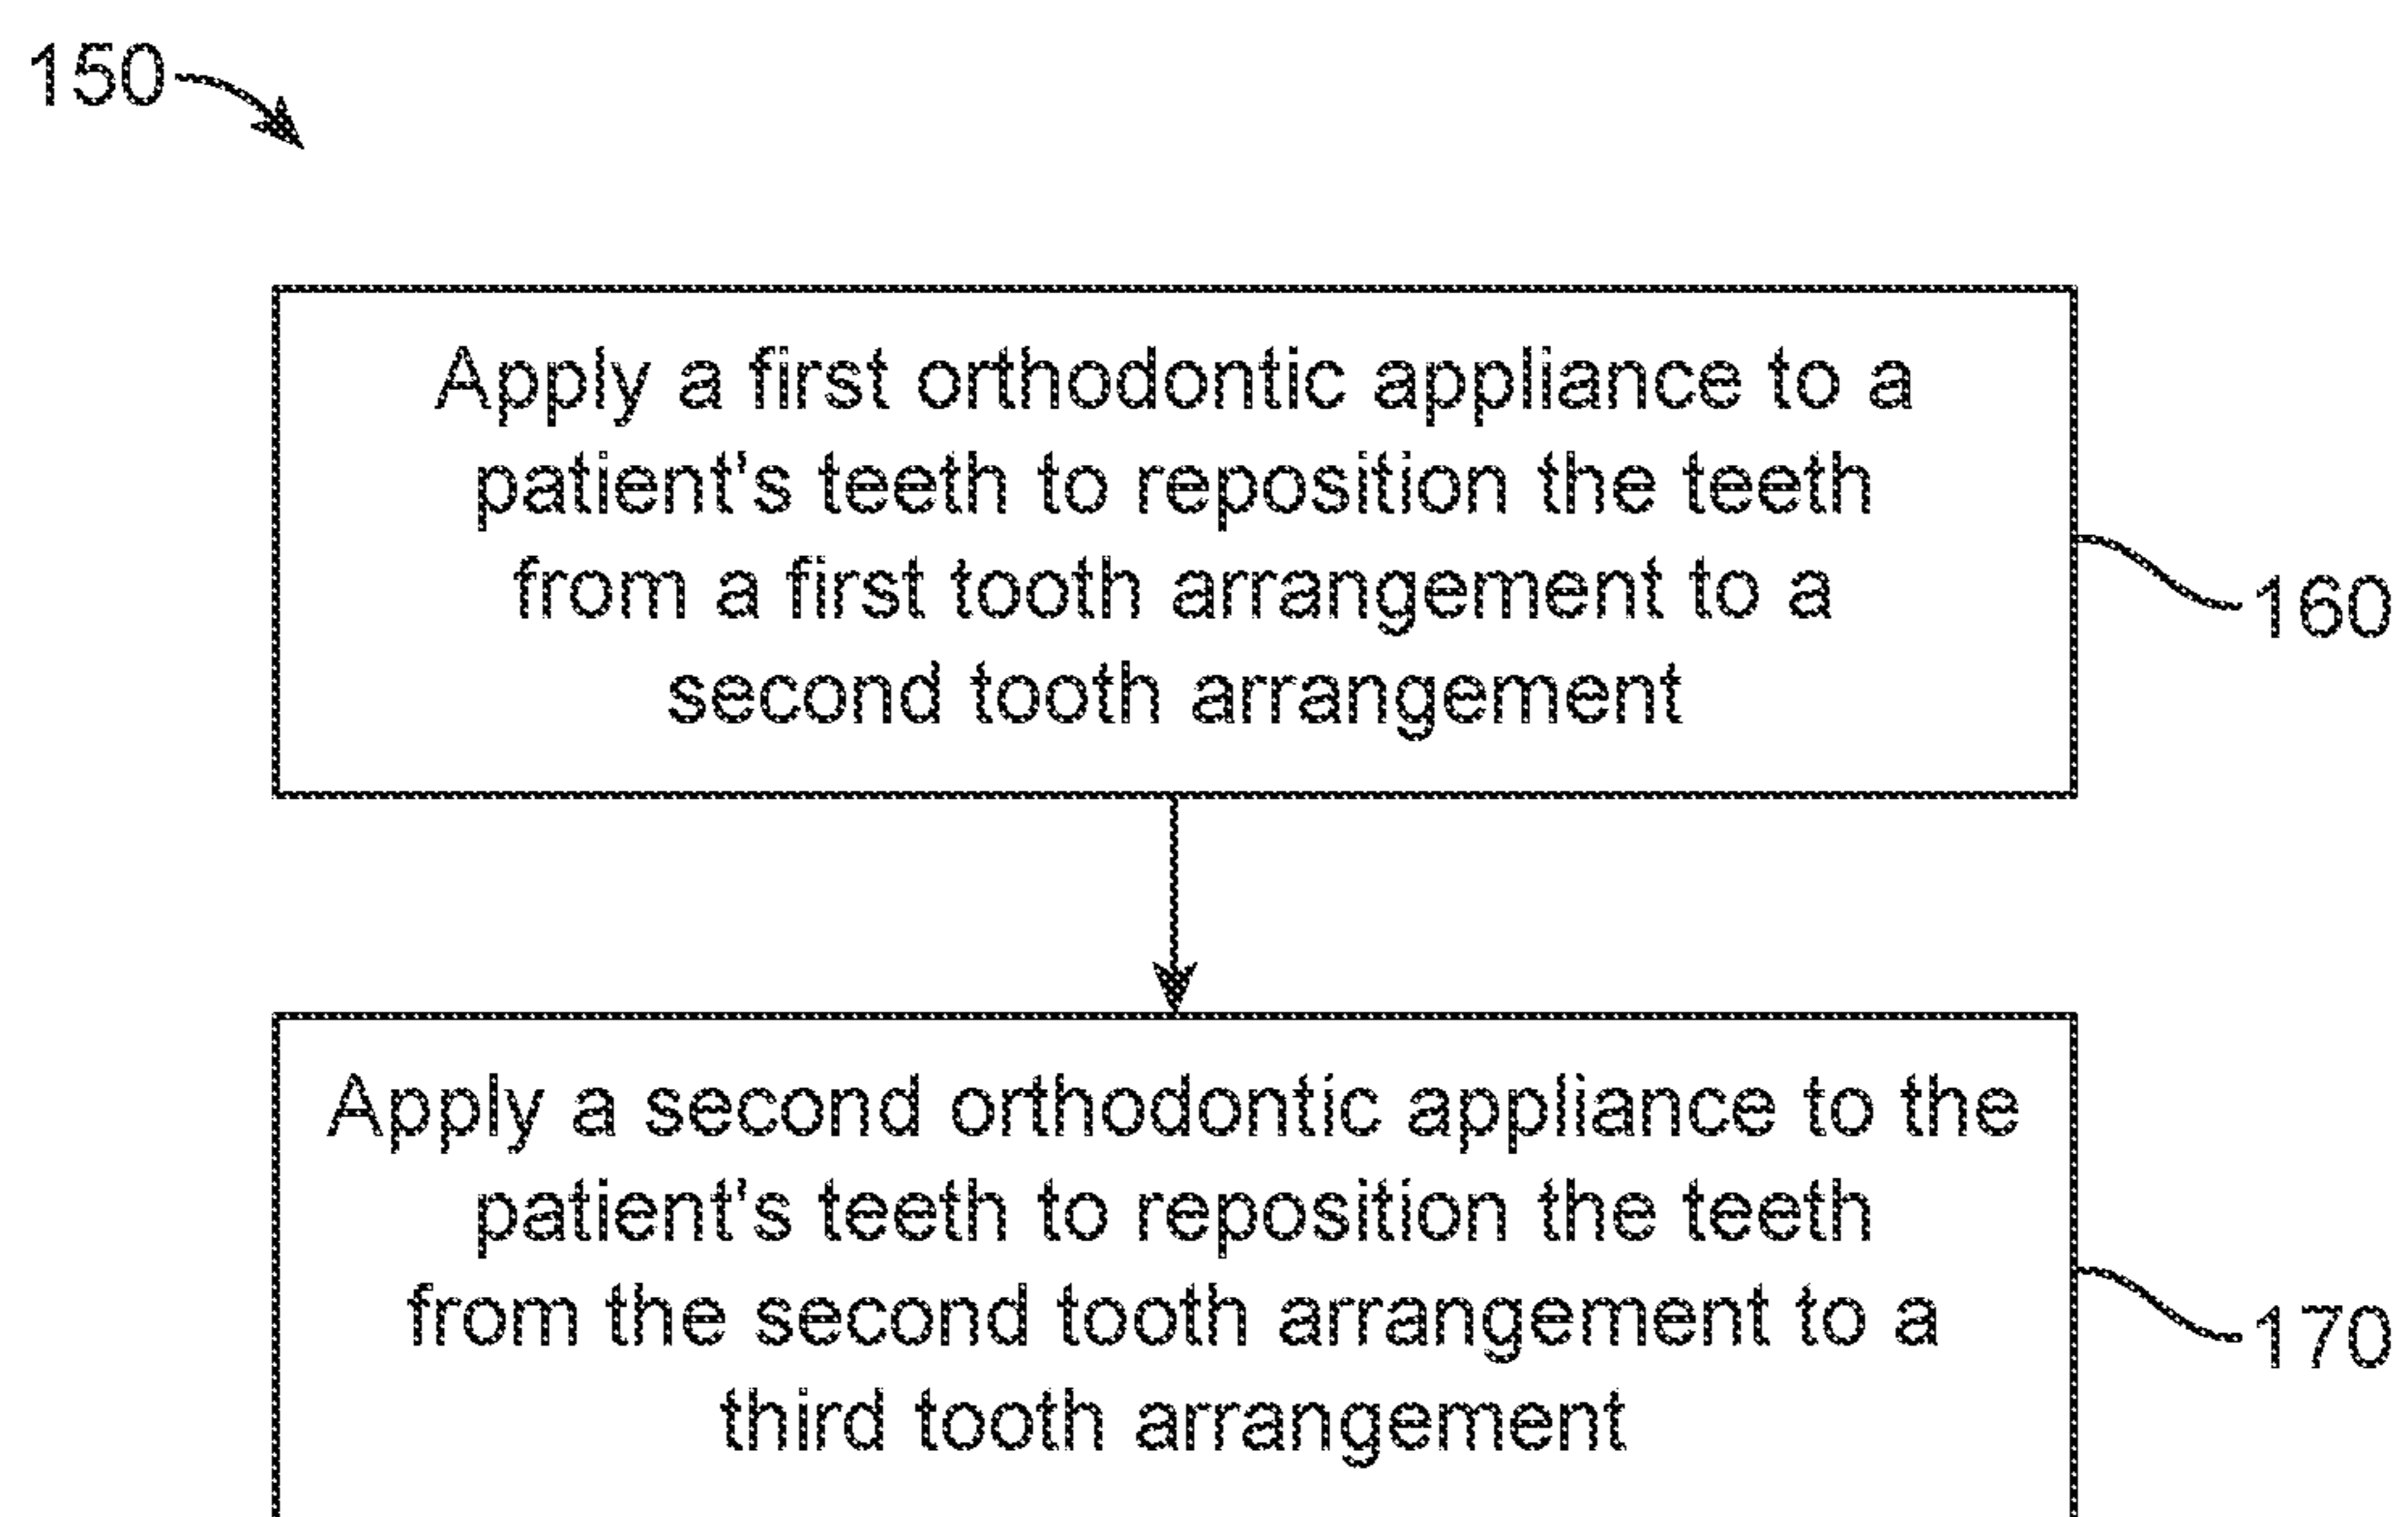 150
Apply a first orthodontic appliance to a
patient's teeth to reposition the teeth
from a first tooth arrangement to a
second tooth arrangement
160
Apply a second orthodontic appliance to the
patient's teeth to reposition the teeth
from the second tooth arrangement to a
third tooth arrangement
170